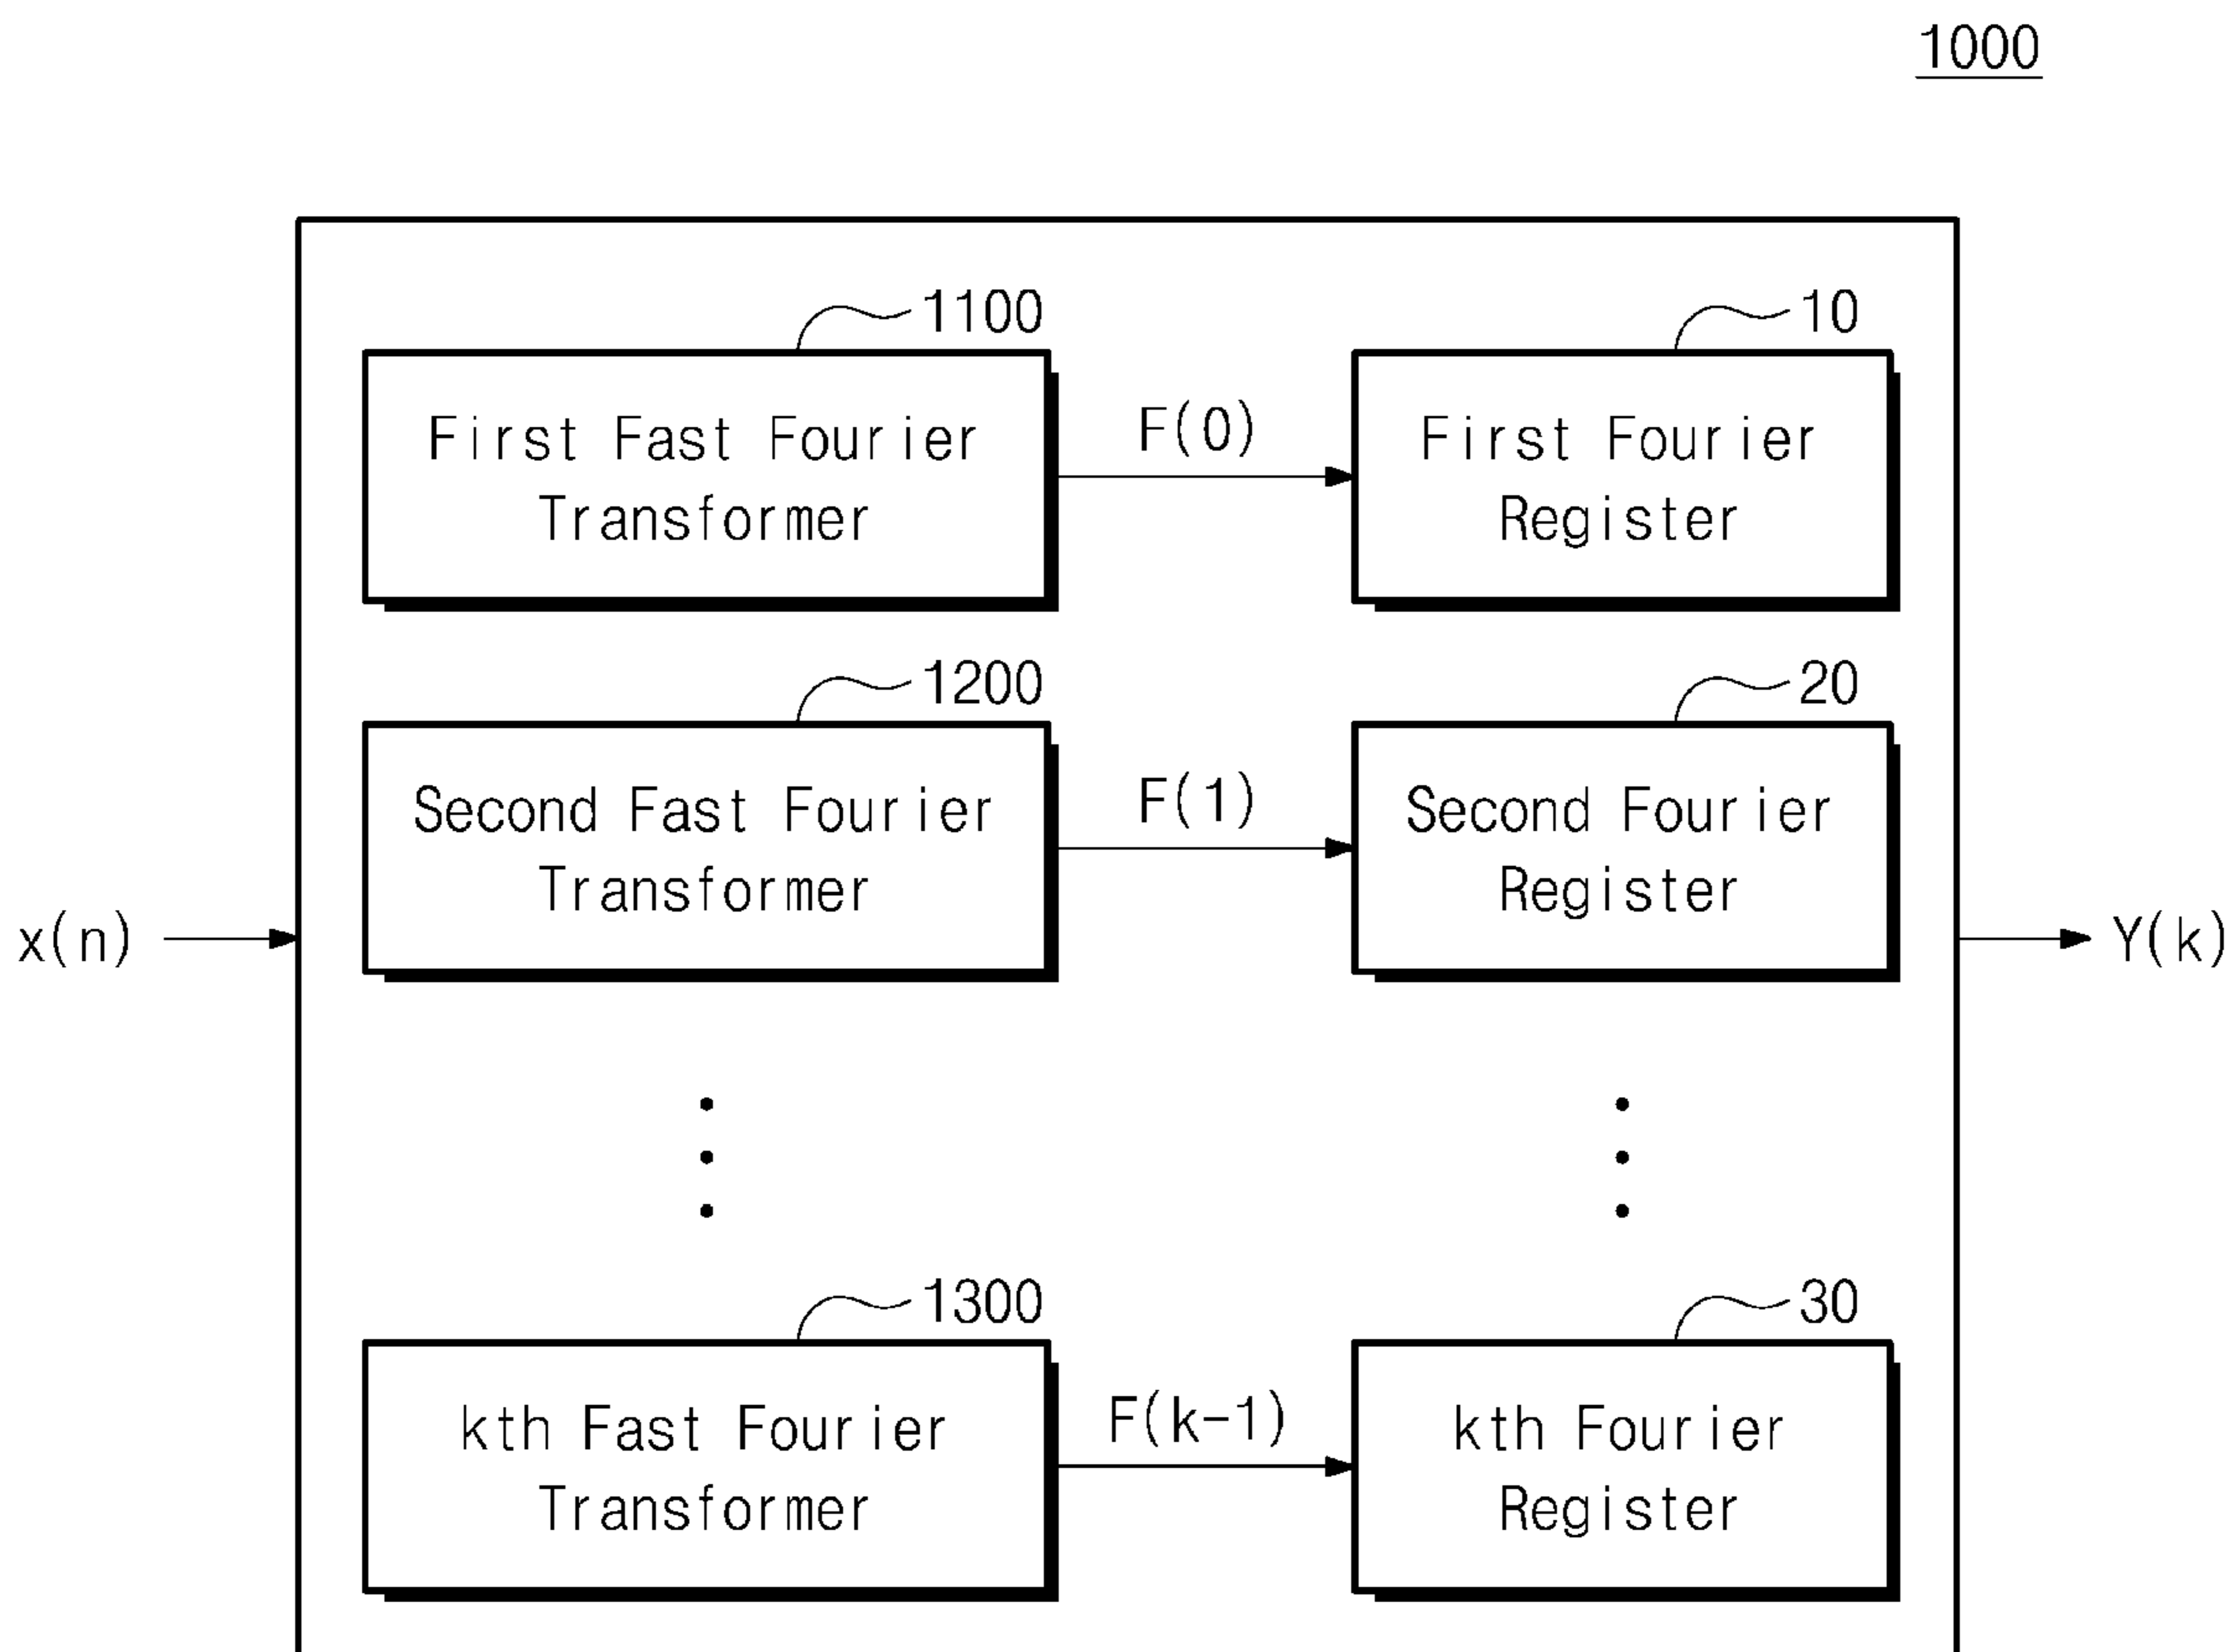 1000
1100
10
First Fast Fourier
Transformer
F(0)
First Fourier
Register
1200
20
Second Fast Fourier
Transformer
F(1)
Second Fourier
Register
x(n)
Y(k)
1300
30
kth Fast Fourier
Transformer
F(k-1)
kth Fourier
Register